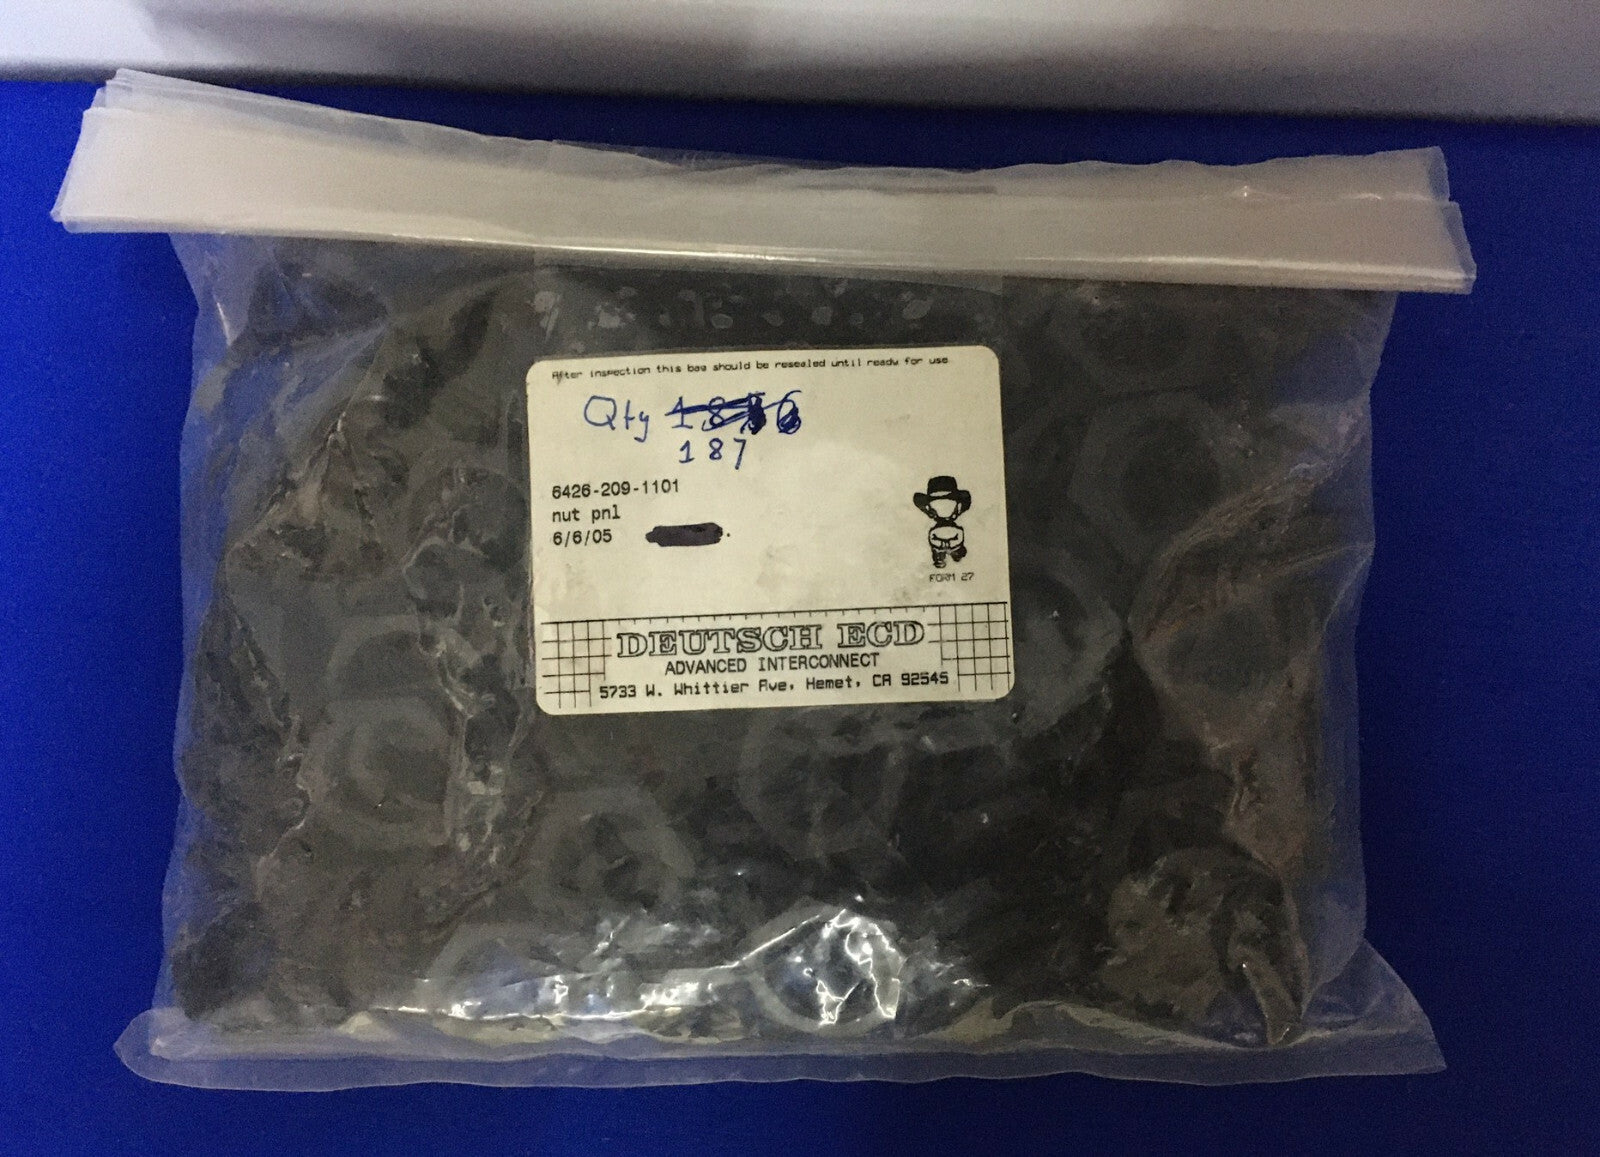 After inspection this bag should be resealed until ready for use
Qty
187
6426-209-1101
nut pnl
6/6/05
FORM 27
DEUTSCH ECD
ADVANCED INTERCONNECT
5733 W. Whittier Ave, Hemet, CA 92545